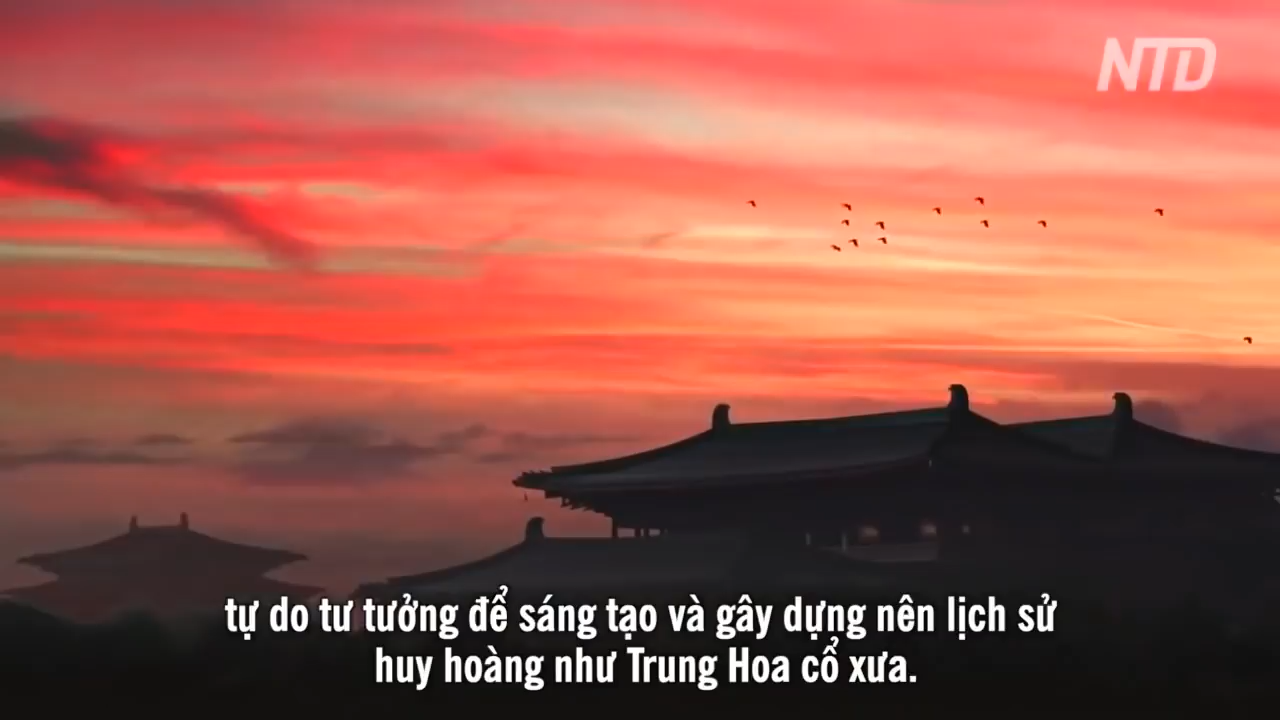 NTD
tự do tư tưởng để sáng tạo và gây dựng nên lịch sử
huy hoàng như Trung Hoa cổ xưa.